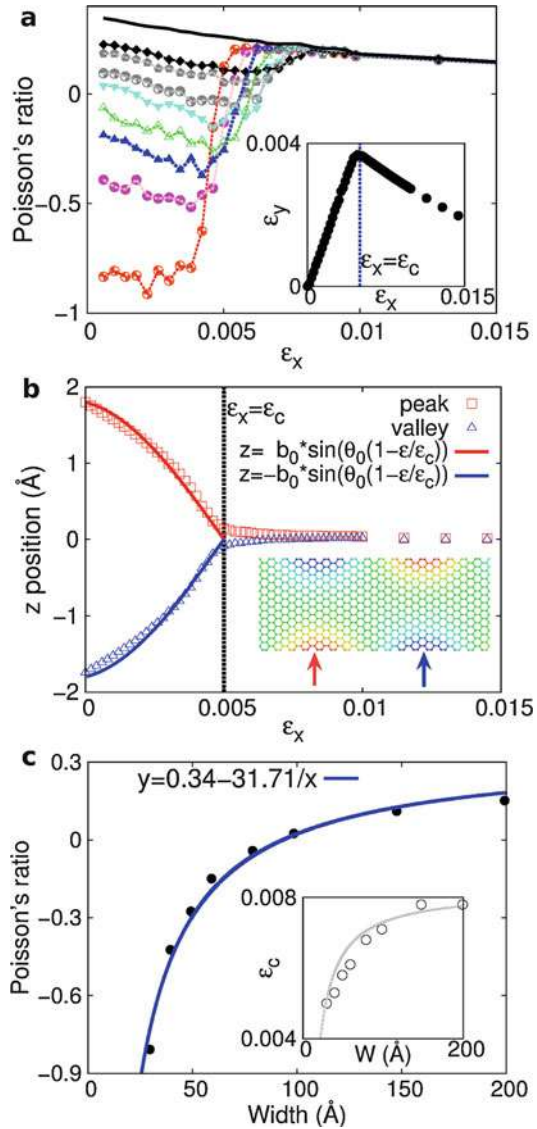 a
Poisson's ratio
0
−0.5
−1
0
0.005
0.01
0.015
εx
0.004
εy
0
εx=εc
0
εx
0.015
b
z position (Å)
2
1
0
−1
−2
εx=εc
peak
valley
z= b0*sin(θ0(1−ε/εc))
z=−b0*sin(θ0(1−ε/εc))
0
0.005
0.01
0.015
εx
c
Poisson's ratio
0.3
0
−0.3
−0.6
−0.9
y=0.34−31.71/x
0.008
εc
0.004
0
W (Å)
200
0
50
100
150
200
Width (Å)